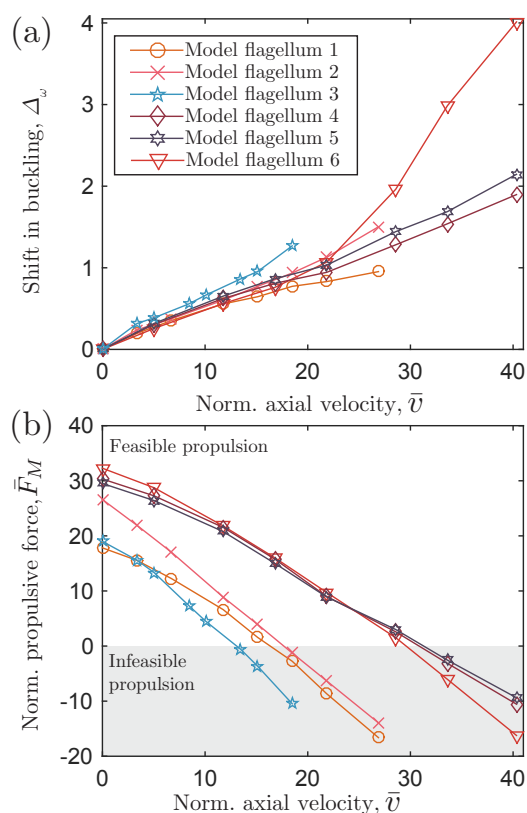 (a)
Shift in buckling, Δ_ω
4
3
2
1
0
Model flagellum 1
Model flagellum 2
Model flagellum 3
Model flagellum 4
Model flagellum 5
Model flagellum 6
0 10 20 30 40
Norm. axial velocity, v̄
(b)
Norm. propulsive force, F̄_M
40
30
20
10
0
-10
-20
Feasible propulsion
Infeasible
propulsion
0 10 20 30 40
Norm. axial velocity, v̄